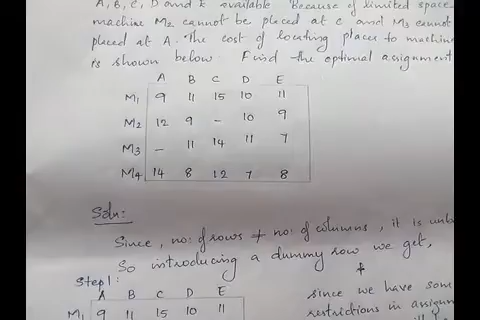 A, B, C, D and E available Because of limited space
machine M2 cannot be placed at C and M3 cannot
placed at A. The cost of locating places to machine
is shown below. Find the optimal assignment
A B C D E
M1 9 11 15 10 11
M2 12 9 - 10 9
M3 - 11 14 11 7
M4 14 8 12 7 8
Soln:
Since, no: of rows ≠ no: of columns, it is unb
So introducing a dummy row we get,
Step 1:
A B C D E
M1 9 11 15 10 11
since we have some
restrictions in assignm